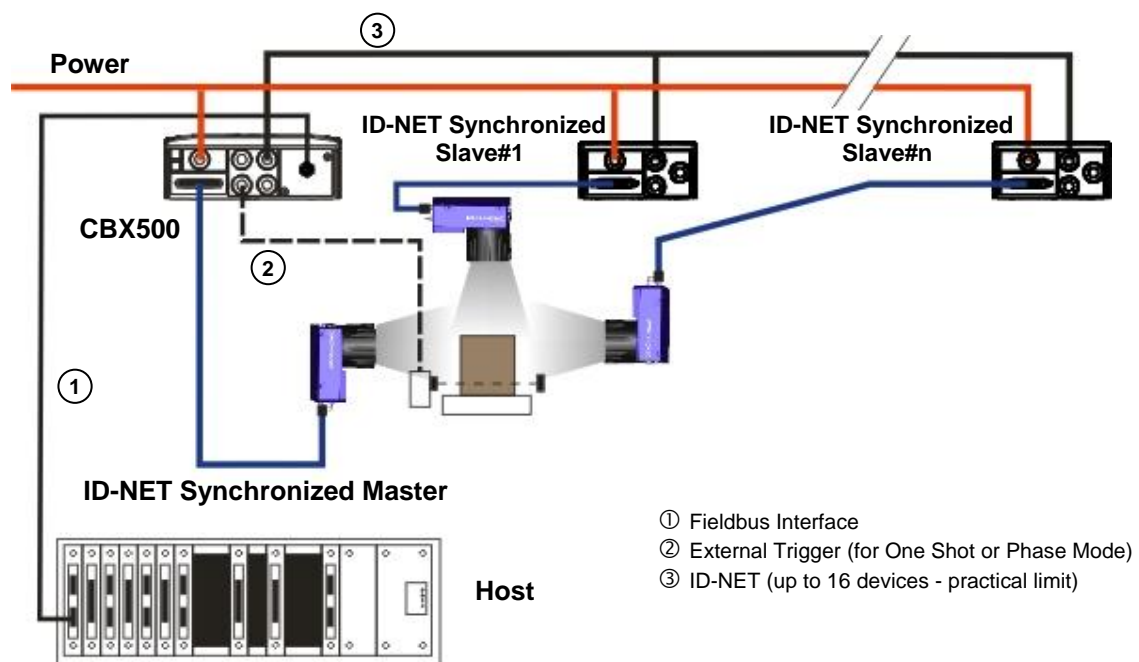 ③
Power
ID-NET Synchronized
Slave#1
ID-NET Synchronized
Slave#n
CBX500
②
①
ID-NET Synchronized Master
Host
① Fieldbus Interface
② External Trigger (for One Shot or Phase Mode)
③ ID-NET (up to 16 devices - practical limit)